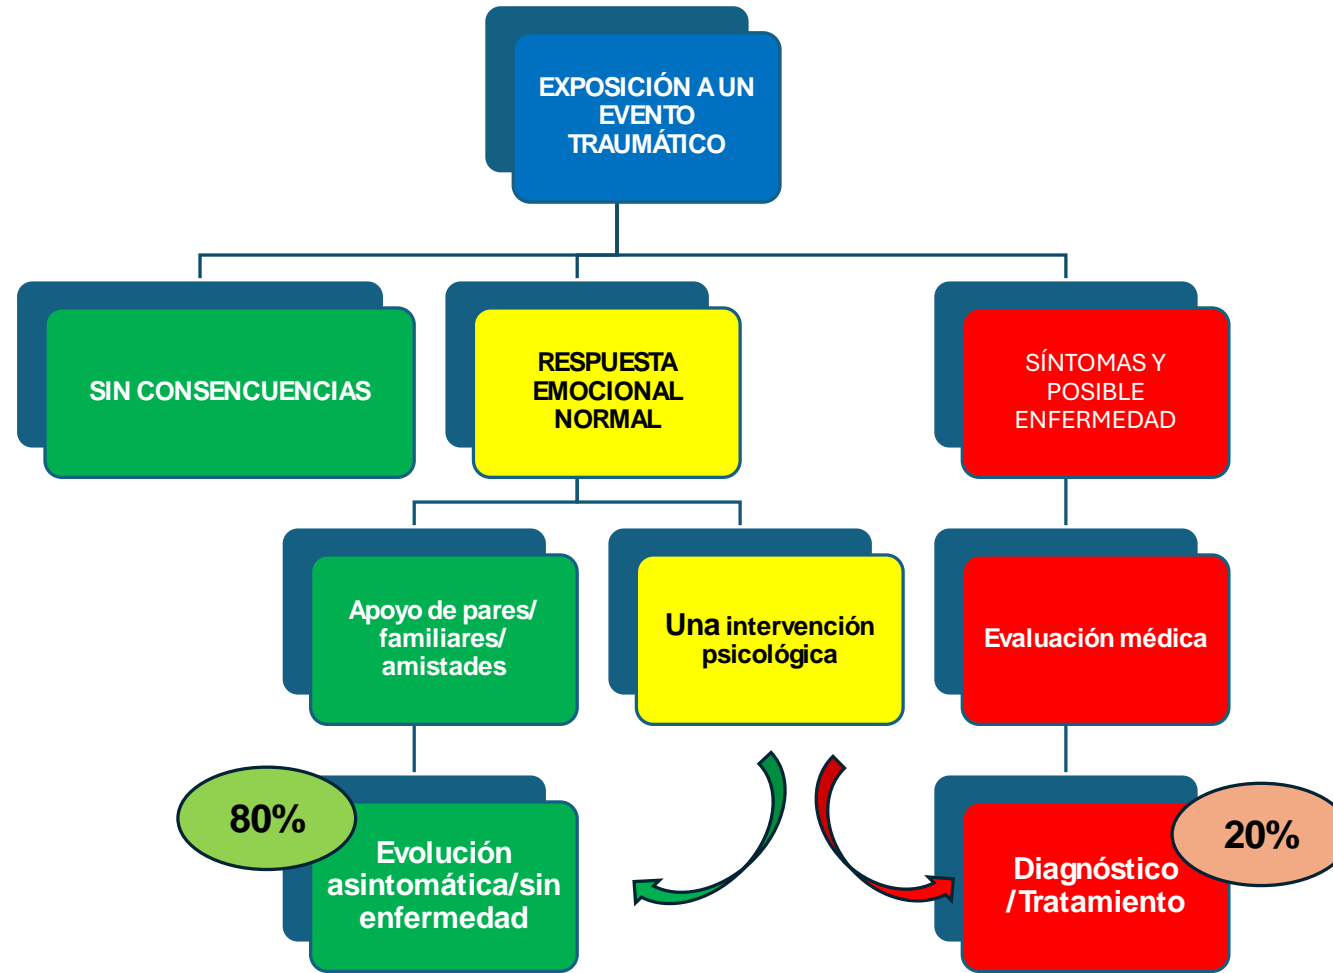 EXPOSICIÓN A UN
EVENTO
TRAUMÁTICO
SIN CONSENCUENCIAS
RESPUESTA
EMOCIONAL
NORMAL
SÍNTOMAS Y
POSIBLE
ENFERMEDAD
Apoyo de pares/
familiares/
amistades
Una intervención
psicológica
Evaluación médica
80%
Evolución
asintomática/sin
enfermedad
Diagnóstico
/Tratamiento
20%